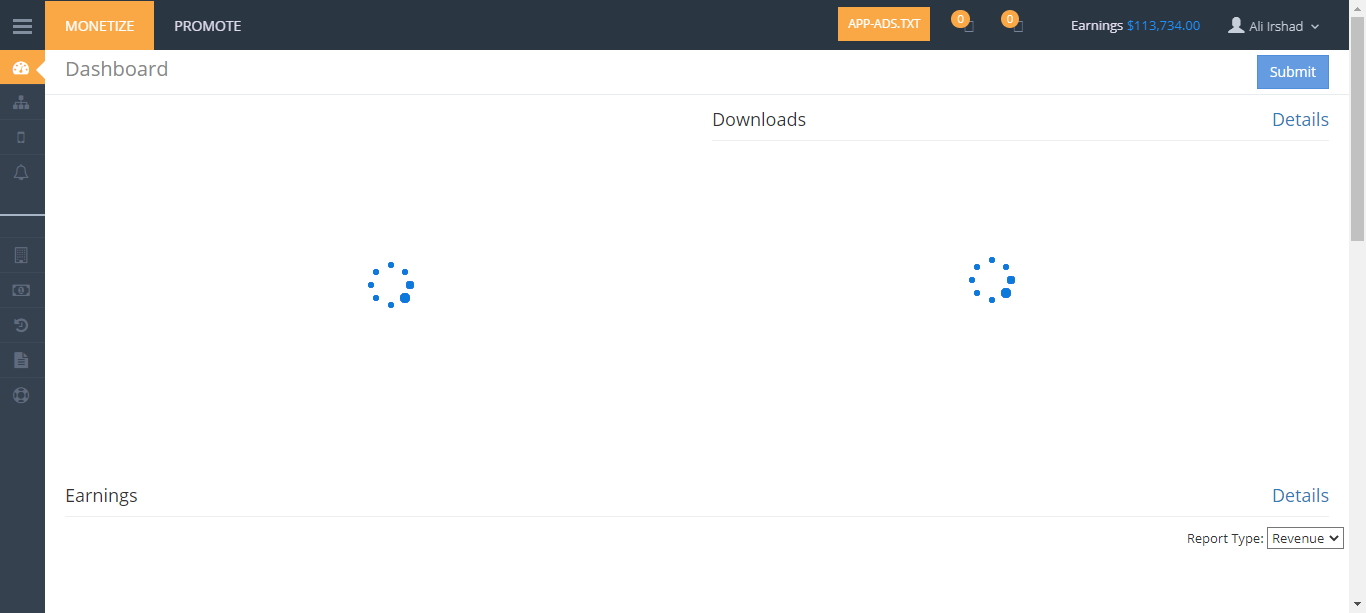 MONETIZE
PROMOTE
APP-ADS.TXT
0
0
Earnings $113,734.00
Ali Irshad
Dashboard
Submit
Downloads
Details
Earnings
Details
Report Type: Revenue